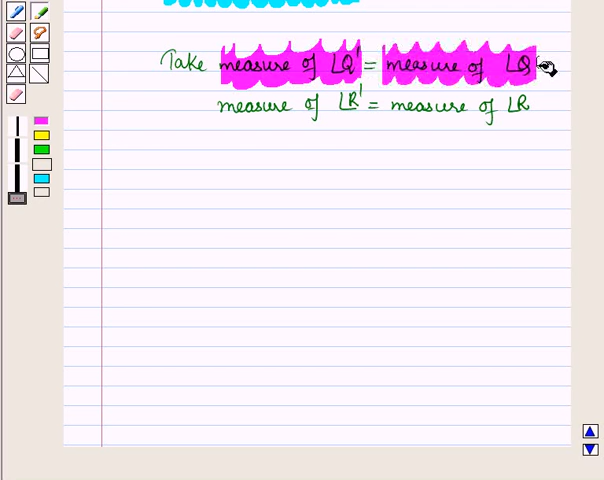 Take measure of ∠Q' = measure of ∠Q
measure of ∠R' = measure of ∠R